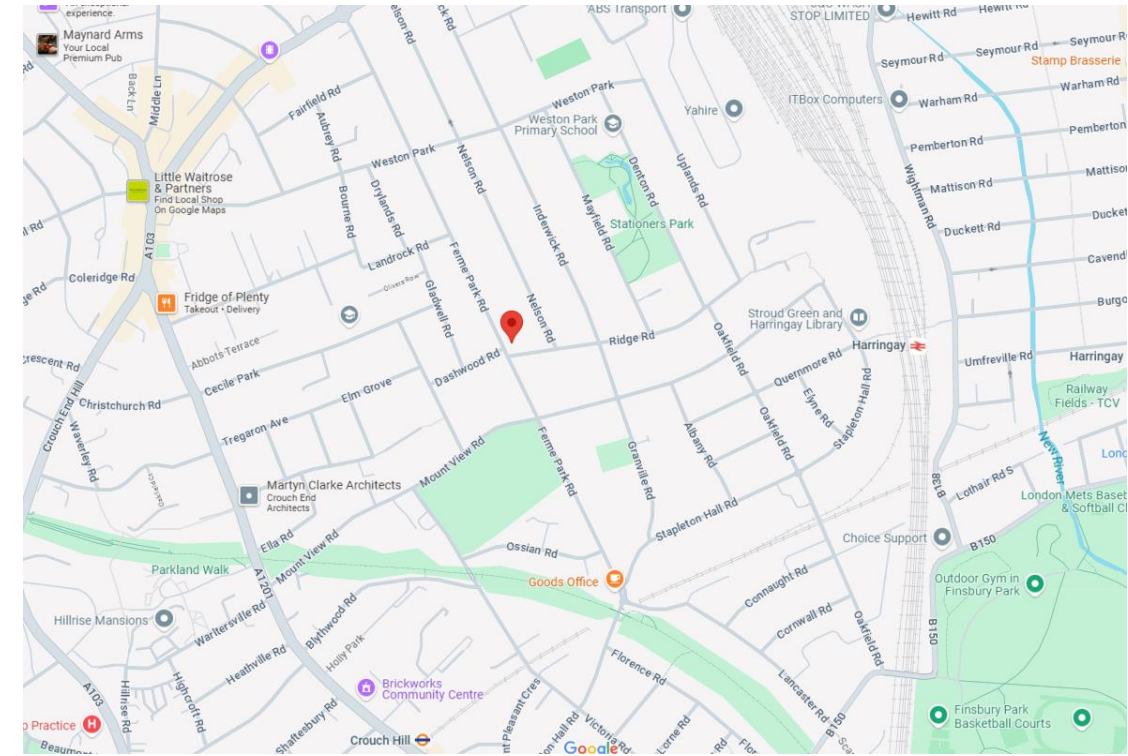 experience.
Maynard Arms
Your Local
Premium Pub
ABS Transport
STOP LIMITED
Hewitt Rd
Seymour Rd
Seymour Rd
Stamp Brasserie
Back Ln
Middle Ln
Fairfield Rd
Aubrey Rd
Nelson Rd
Weston Park
Weston Park
Primary School
Yahire
ITBox Computers
Warham Rd
Warham Rd
Pemberton Rd
Pemberton
Little Waitrose
& Partners
Find Local Shop
On Google Maps
Weston Park
Bourne Rd
Drylands Rd
Nelson Rd
Inderwick Rd
Mayfield Rd
Denton Rd
Uplands Rd
Wightman Rd
Mattison Rd
Stationers Park
Duckett Rd
A103
Coleridge Rd
Landrock Rd
Olivers Row
Ferme Park Rd
Gladwell Rd
Nelson Rd
Fridge of Plenty
Takeout • Delivery
Stroud Green and
Harringay Library
Harringay
Oakfield Rd
Ridge Rd
Abbots Terrace
Cecile Park
Crouch End Hill
Christchurch Rd
Elm Grove
Dashwood Rd
Quernmore Rd
Umfreville Rd
Harringay
Railway
Fields - TCV
Waverley Rd
Tregaron Ave
Mount View Rd
Ferme Park Rd
Granville Rd
Albany Rd
Oakfield Rd
Elyne Rd
Stapleton Hall Rd
New River
Martyn Clarke Architects
Crouch End
Architects
B138
Lothair Rd S
London Mets Baseb
& Softball Cl
Stapleton Hall Rd
Choice Support
B150
Ella Rd
Mount View Rd
Ossian Rd
Parkland Walk
A1201
Goods Office
Connaught Rd
Outdoor Gym in
Finsbury Park
Hillrise Mansions
Cornwall Rd
Oakfield Rd
B150
Warltersville Rd
Blythwood Rd
Holly Park
Heathville Rd
Florence Rd
Lancaster Rd
A103
Hillrise Rd
Highcroft Rd
Brickworks
Community Centre
Finsbury Park
Basketball Courts
Practice
Shaftesbury Rd
Crouch Hill
Victoria Rd
Lorne Rd
B150
Google